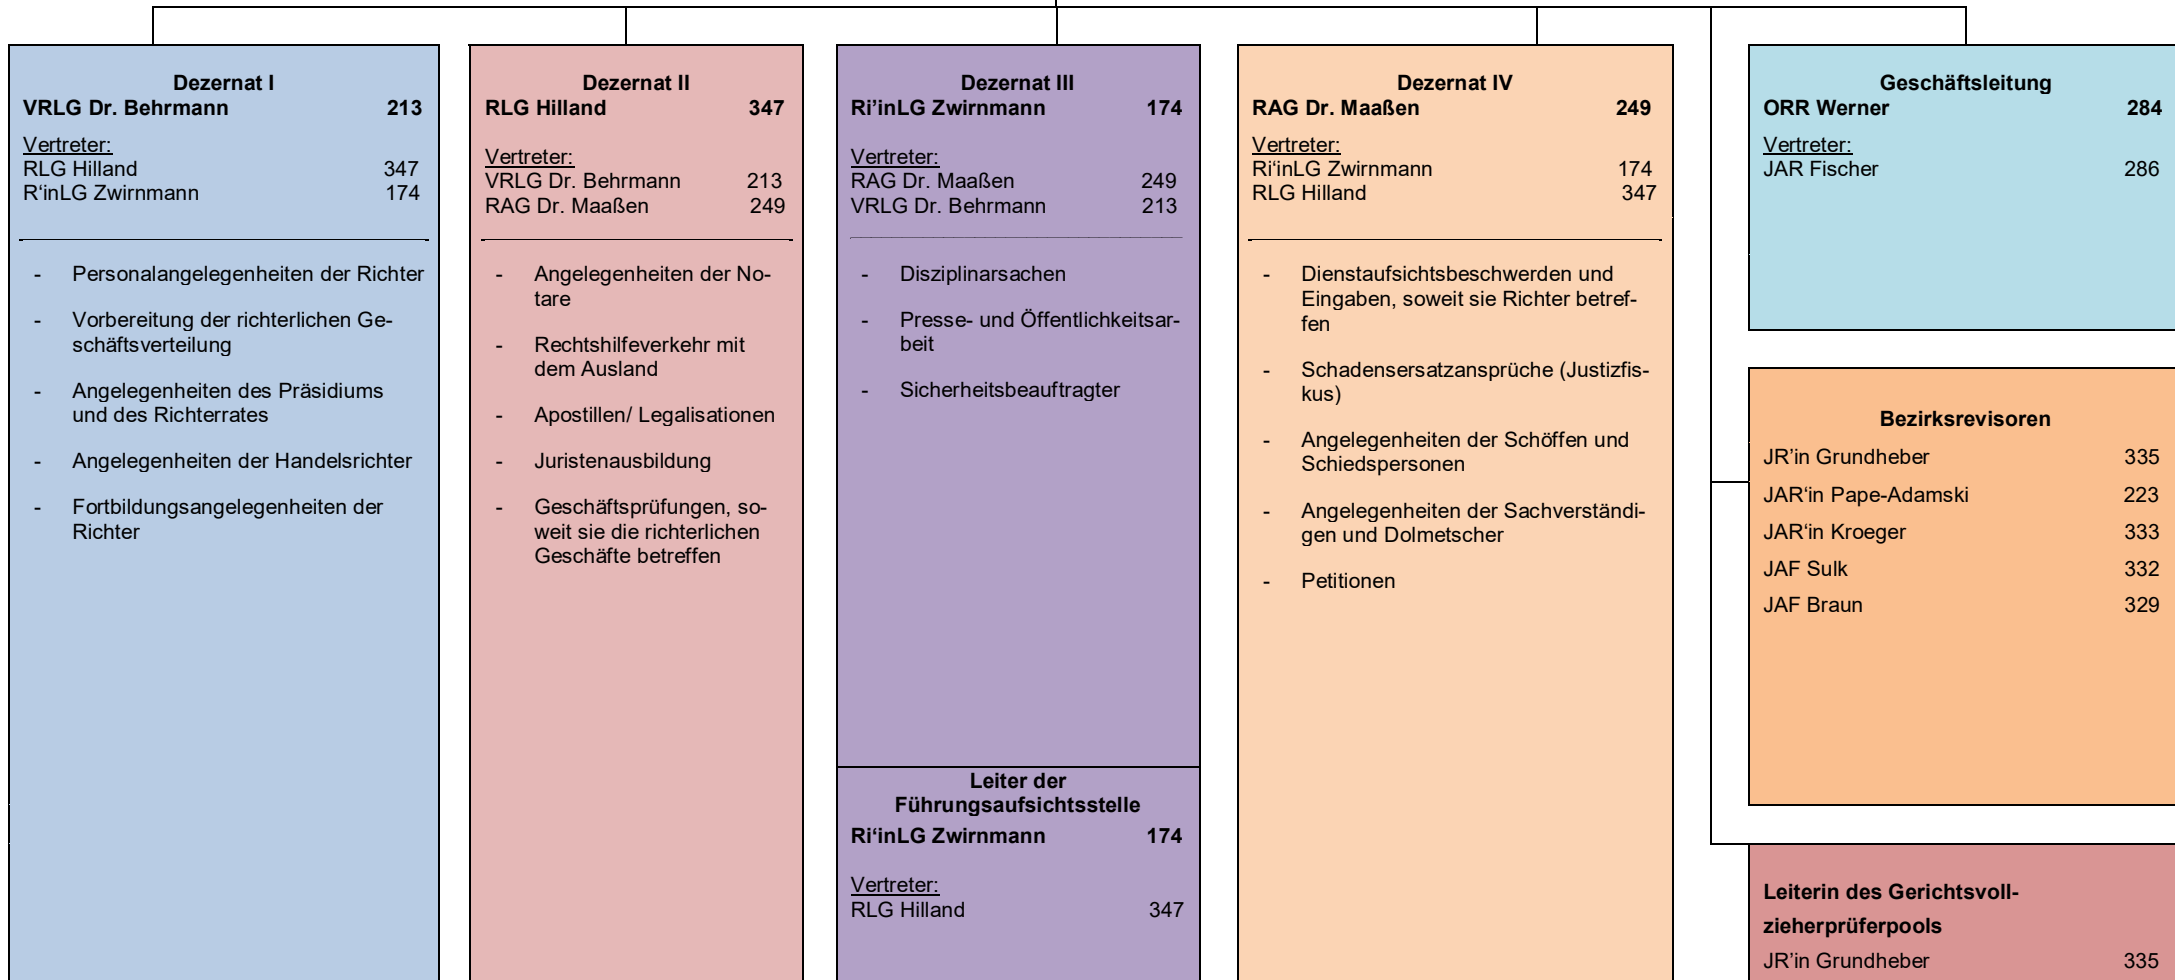 Dezernat I
VRLG Dr. Behrmann 213
Vertreter:
RLG Hilland 347
R‘inLG Zwirnmann 174
- Personalangelegenheiten der Richter
- Vorbereitung der richterlichen Ge-
schäftsverteilung
- Angelegenheiten des Präsidiums
und des Richterrates
- Angelegenheiten der Handelsrichter
- Fortbildungsangelegenheiten der
Richter
Dezernat II
RLG Hilland 347
Vertreter:
VRLG Dr. Behrmann 213
RAG Dr. Maaßen 249
- Angelegenheiten der No-
tare
- Rechtshilfeverkehr mit
dem Ausland
- Apostillen/ Legalisationen
- Juristenausbildung
- Geschäftsprüfungen, so-
weit sie die richterlichen
Geschäfte betreffen
Dezernat III
Ri’inLG Zwirnmann 174
Vertreter:
RAG Dr. Maaßen 249
VRLG Dr. Behrmann 213
- Disziplinarsachen
- Presse- und Öffentlichkeitsar-
beit
- Sicherheitsbeauftragter
Leiter der
Führungsaufsichtsstelle
Ri‘inLG Zwirnmann 174
Vertreter:
RLG Hilland 347
Dezernat IV
RAG Dr. Maaßen 249
Vertreter:
Ri‘inLG Zwirnmann 174
RLG Hilland 347
- Dienstaufsichtsbeschwerden und
Eingaben, soweit sie Richter betref-
fen
- Schadensersatzansprüche (Justizfis-
kus)
- Angelegenheiten der Schöffen und
Schiedspersonen
- Angelegenheiten der Sachverständi-
gen und Dolmetscher
- Petitionen
Geschäftsleitung
ORR Werner 284
Vertreter:
JAR Fischer 286
Bezirksrevisoren
JR’in Grundheber 335
JAR‘in Pape-Adamski 223
JAR‘in Kroeger 333
JAF Sulk 332
JAF Braun 329
Leiterin des Gerichtsvoll-
zieherprüferpools
JR’in Grundheber 335